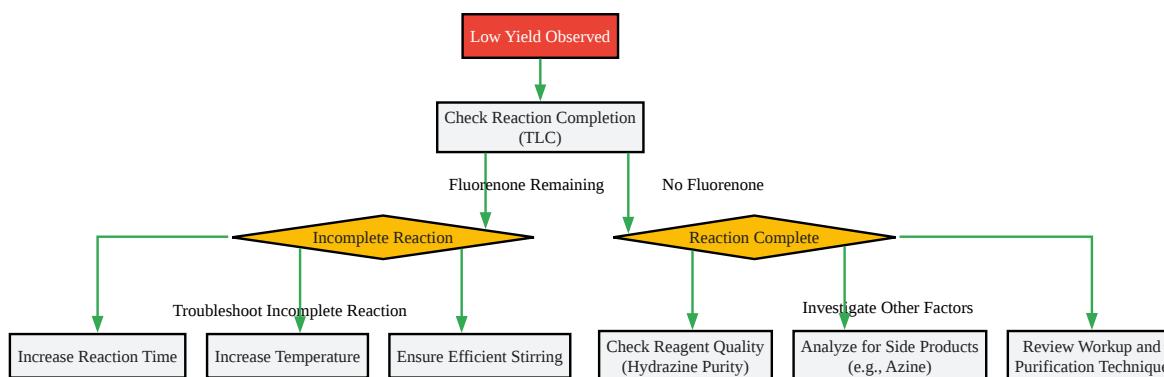 Low Yield Observed
Check Reaction Completion
(TLC)
Fluorenone Remaining
No Fluorenone
Incomplete Reaction
Reaction Complete
Troubleshoot Incomplete Reaction
Investigate Other Factors
Increase Reaction Time
Increase Temperature
Ensure Efficient Stirring
Check Reagent Quality
(Hydrazine Purity)
Analyze for Side Products
(e.g., Azine)
Review Workup and
Purification Technique